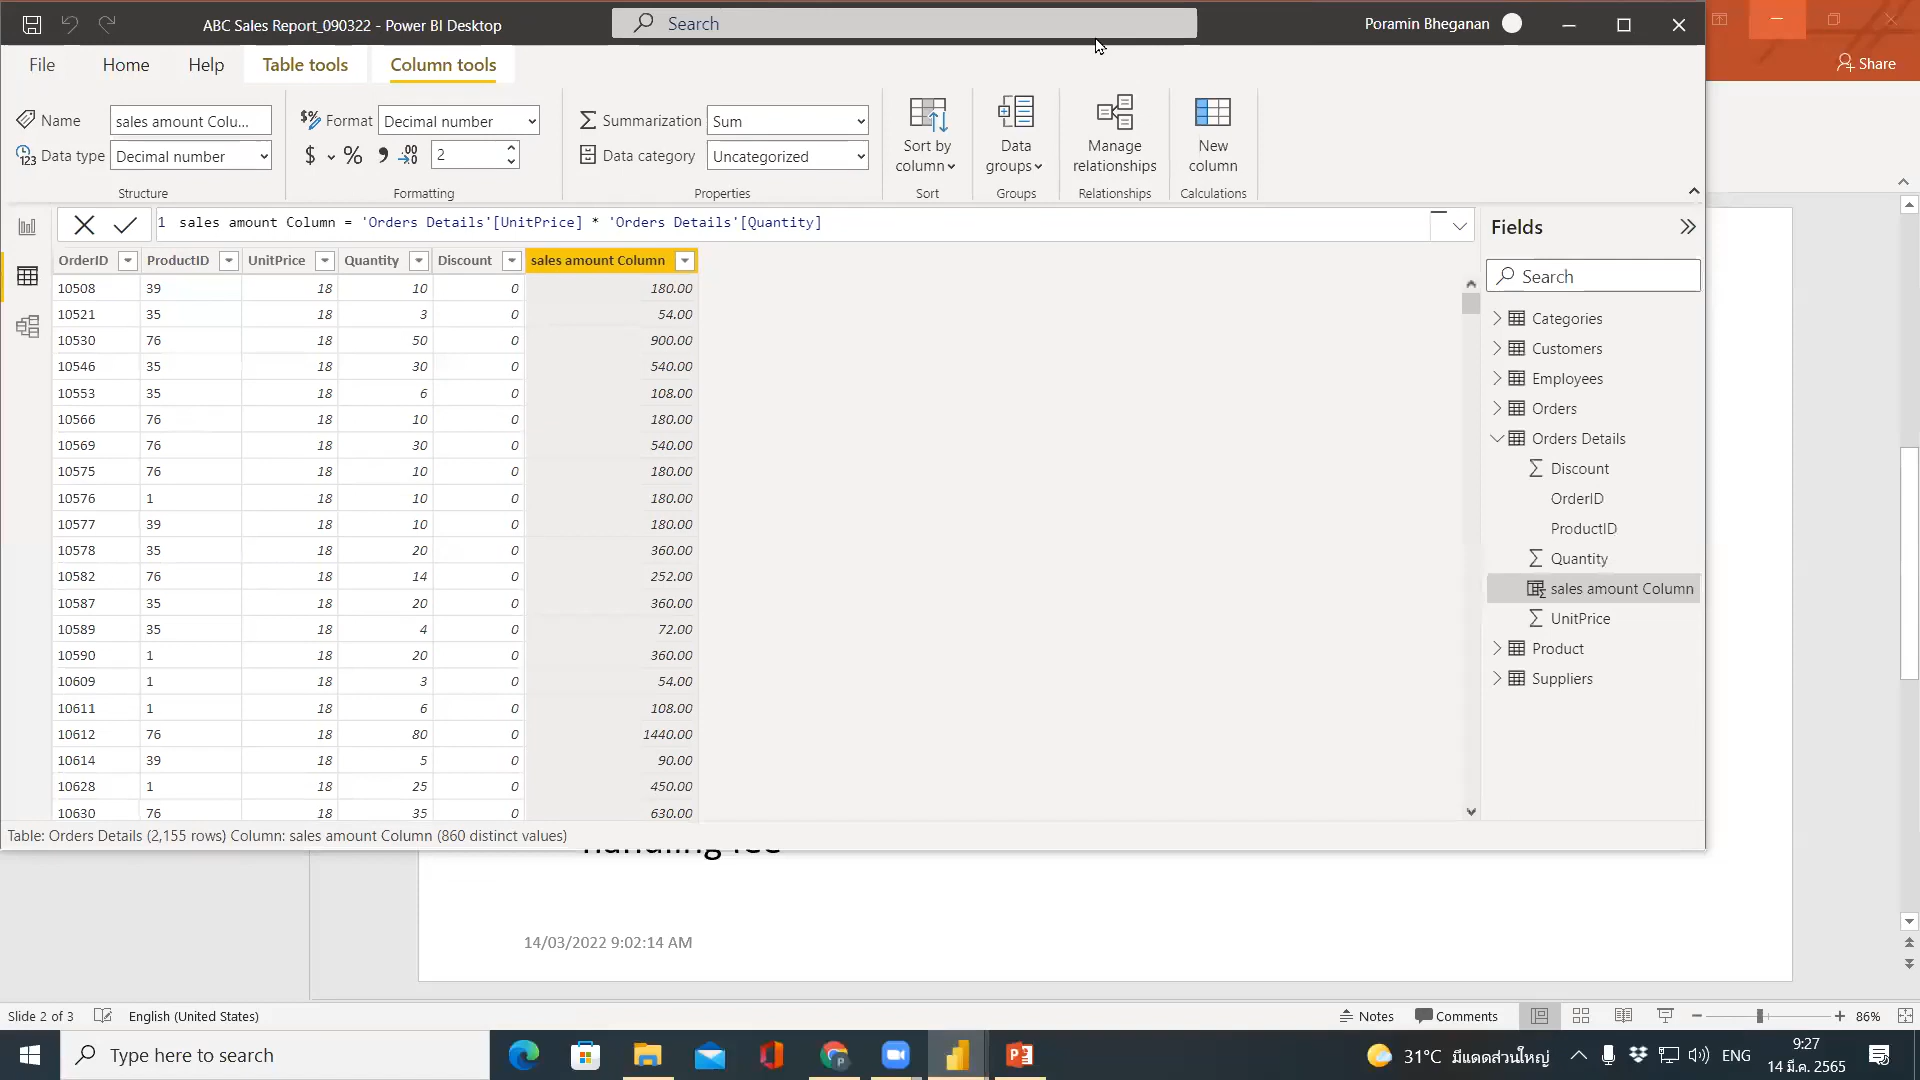 ABC Sales Report_090322 - Power BI Desktop
Search
Poramin Bheganan
Share
File Home Help Table tools Column tools
Name sales amount Colu...
Data type Decimal number
Structure
Format Decimal number
$ % 9 .00 2
Formatting
Summarization Sum
Data category Uncategorized
Properties
Sort by column
Sort
Data groups
Groups
Manage relationships
Relationships
New column
Calculations
1 sales amount Column = 'Orders Details'[UnitPrice] * 'Orders Details'[Quantity]
OrderID ProductID UnitPrice Quantity Discount sales amount Column
10508 39 18 10 0 180.00
10521 35 18 3 0 54.00
10530 76 18 50 0 900.00
10546 35 18 30 0 540.00
10553 35 18 6 0 108.00
10566 76 18 10 0 180.00
10569 76 18 30 0 540.00
10575 76 18 10 0 180.00
10576 1 18 10 0 180.00
10577 39 18 10 0 180.00
10578 35 18 20 0 360.00
10582 76 18 14 0 252.00
10587 35 18 20 0 360.00
10589 35 18 4 0 72.00
10590 1 18 20 0 360.00
10609 1 18 3 0 54.00
10611 1 18 6 0 108.00
10612 76 18 80 0 1440.00
10614 39 18 5 0 90.00
10628 1 18 25 0 450.00
10630 76 18 35 0 630.00
Table: Orders Details (2,155 rows) Column: sales amount Column (860 distinct values)
Fields
Search
Categories
Customers
Employees
Orders
Orders Details
Discount
OrderID
ProductID
Quantity
sales amount Column
UnitPrice
Product
Suppliers
14/03/2022 9:02:14 AM
Slide 2 of 3 English (United States) Notes Comments 86%
Type here to search
31°C มีแดดส่วนใหญ่ ENG
9:27
14 มี.ค. 2565